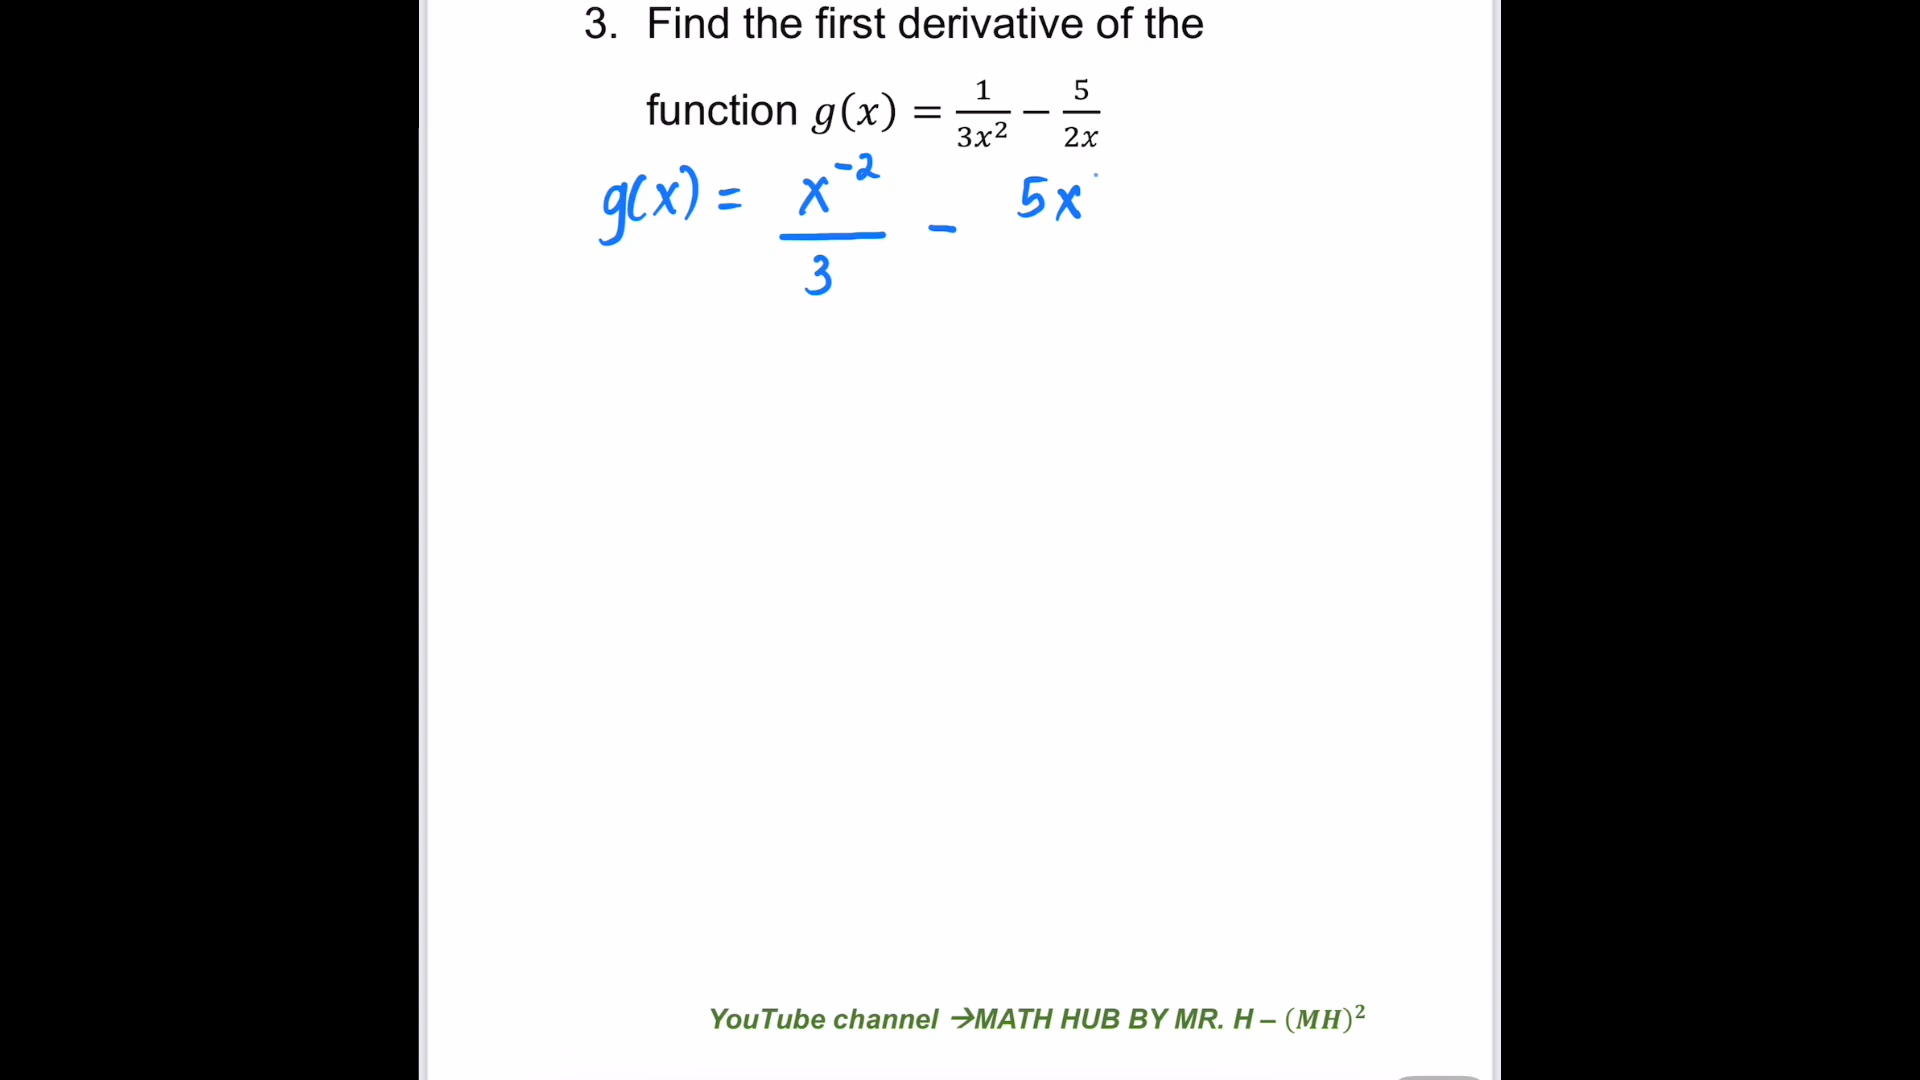 3. Find the first derivative of the
function g(x) = 1/(3x²) − 5/(2x)
g(x) = x⁻²/3 − 5x
YouTube channel →MATH HUB BY MR. H – (MH)²